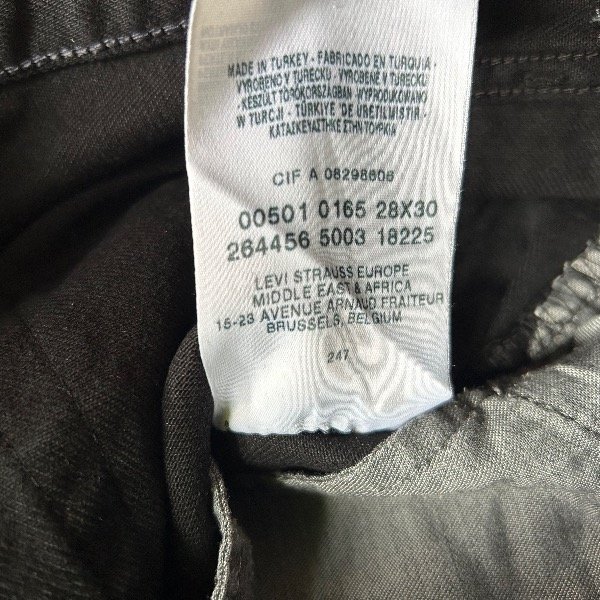 MADE IN TURKEY - FABRICADO EN TURQUIA -
VYROBENO V TURECKU - VYROBENÉ V TURECKU
- KESZÜLT TÖRÖKORSZÁGBAN - WYPRODUKOWANO
W TURCJI - TÜRKİYE 'DE ÜRETİLMİŞTİR -
ΚΑΤΑΣΚΕΥΑΣΤΗΚΕ ΣΤΗΝ ΤΟΥΡΚΙΑ
CIF A 08298606
00501 0165 28X30
264456 5003 18225
LEVI STRAUSS EUROPE
MIDDLE EAST & AFRICA
15-23 AVENUE ARNAUD FRAITEUR
BRUSSELS, BELGIUM
247